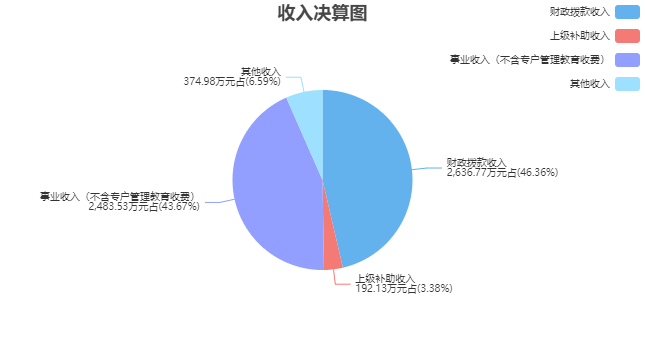 收入决算图
财政拨款收入
上级补助收入
事业收入（不含专户管理教育收费）
其他收入
其他收入
374.98万元占(6.59%)
财政拨款收入
2,636.77万元占(46.36%)
事业收入（不含专户管理教育收费）
2,483.53万元占(43.67%)
上级补助收入
192.13万元占(3.38%)